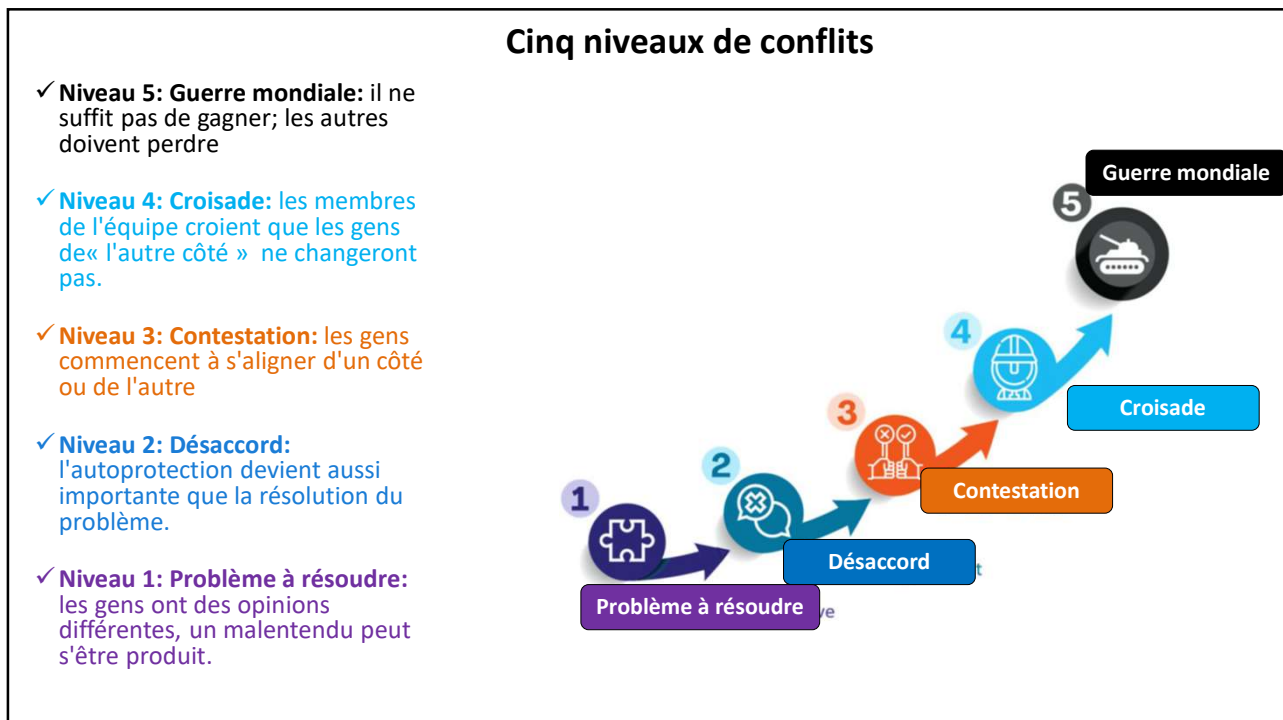 Cinq niveaux de conflits
✓ Niveau 5: Guerre mondiale: il ne
suffit pas de gagner; les autres
doivent perdre
✓ Niveau 4: Croisade: les membres
de l'équipe croient que les gens
de« l'autre côté » ne changeront
pas.
✓ Niveau 3: Contestation: les gens
commencent à s'aligner d'un côté
ou de l'autre
✓ Niveau 2: Désaccord:
l'autoprotection devient aussi
importante que la résolution du
problème.
✓ Niveau 1: Problème à résoudre:
les gens ont des opinions
différentes, un malentendu peut
s'être produit.
Guerre mondiale
5
4
Croisade
3
Contestation
2
Désaccord
t
1
Problème à résoudre
ve